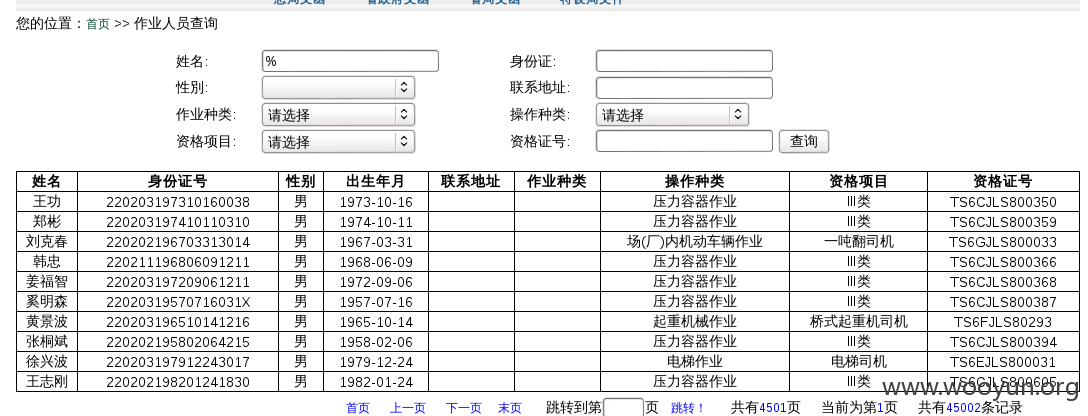 您的位置：首页 >> 作业人员查询
姓名: % 身份证:
性别: 联系地址:
作业种类: 请选择 操作种类: 请选择
资格项目: 请选择 资格证号: 查询
姓名 身份证号 性别 出生年月 联系地址 作业种类 操作种类 资格项目 资格证号
王功 220203197310160038 男 1973-10-16 压力容器作业 III类 TS6CJLS800350
郑彬 220203197410110310 男 1974-10-11 压力容器作业 III类 TS6CJLS800359
刘克春 220202196703313014 男 1967-03-31 场(厂)内机动车辆作业 一吨翻司机 TS6GJLS800033
韩忠 220211196806091211 男 1968-06-09 压力容器作业 III类 TS6CJLS800366
姜福智 220203197209061211 男 1972-09-06 压力容器作业 III类 TS6CJLS800368
奚明森 22020319570716031X 男 1957-07-16 压力容器作业 III类 TS6CJLS800387
黄景波 220203196510141216 男 1965-10-14 起重机械作业 桥式起重机司机 TS6FJLS80293
张桐斌 220202195802064215 男 1958-02-06 压力容器作业 III类 TS6CJLS800394
徐兴波 220203197912243017 男 1979-12-24 电梯作业 电梯司机 TS6EJLS800031
王志刚 220202198201241830 男 1982-01-24 压力容器作业 III类 TS6CJLS800605
www.wooyun.org
首页 上一页 下一页 末页 跳转到第 页 跳转！ 共有4501页 当前为第1页 共有45002条记录